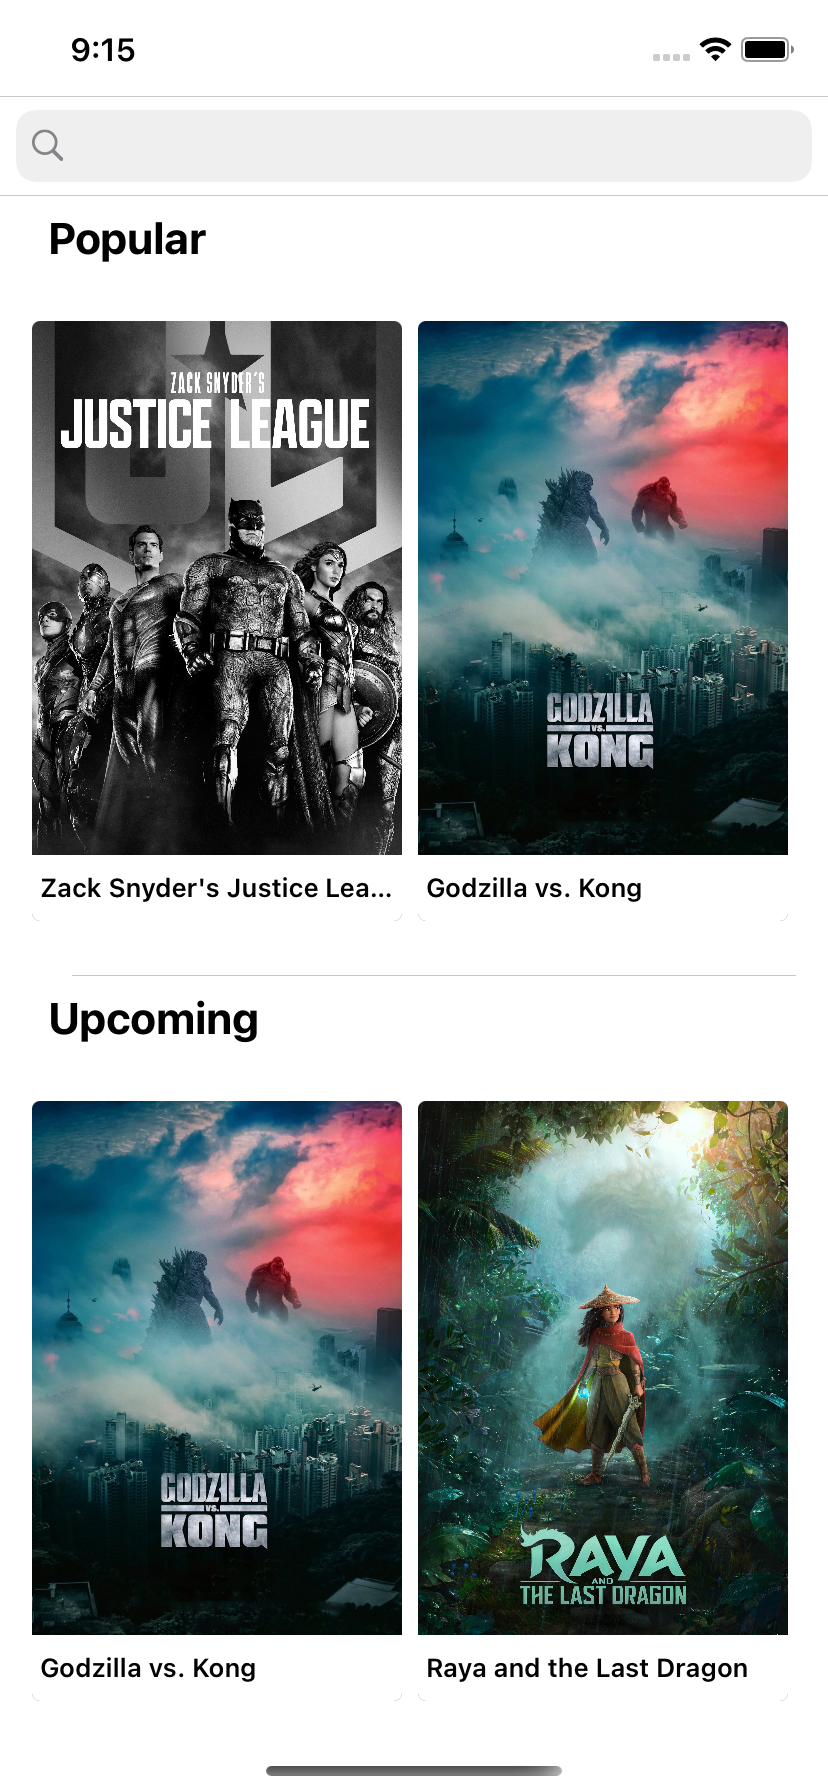 9:15
Popular
ZACK SNYDER'S
JUSTICE LEAGUE
GODZILLA
VS.
KONG
Zack Snyder's Justice Lea...
Godzilla vs. Kong
Upcoming
GODZILLA
VS.
KONG
RAYA
AND
THE LAST DRAGON
Godzilla vs. Kong
Raya and the Last Dragon